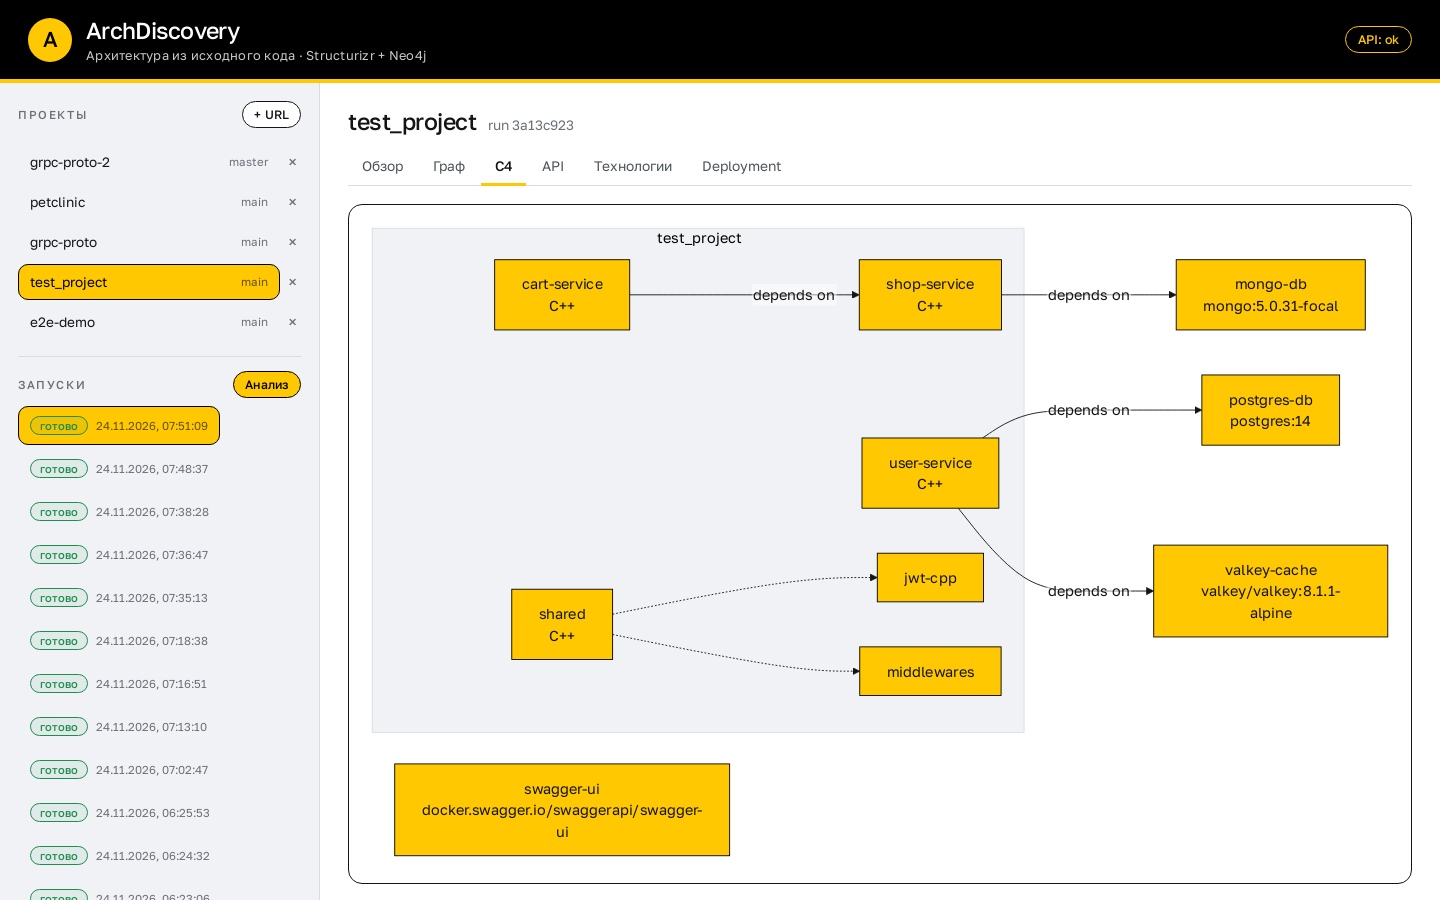 A
ArchDiscovery
Архитектура из исходного кода · Structurizr + Neo4j
API: ok
ПРОЕКТЫ
+ URL
grpc-proto-2 master ×
petclinic main ×
grpc-proto main ×
test_project main ×
e2e-demo main ×
ЗАПУСКИ
Анализ
готово 24.11.2026, 07:51:09
готово 24.11.2026, 07:48:37
готово 24.11.2026, 07:38:28
готово 24.11.2026, 07:36:47
готово 24.11.2026, 07:35:13
готово 24.11.2026, 07:18:38
готово 24.11.2026, 07:16:51
готово 24.11.2026, 07:13:10
готово 24.11.2026, 07:02:47
готово 24.11.2026, 06:25:53
готово 24.11.2026, 06:24:32
готово 24.11.2026, 06:23:06
test_project run 3a13c923
Обзор Граф C4 API Технологии Deployment
test_project
cart-service
C++
depends on
shop-service
C++
depends on
mongo-db
mongo:5.0.31-focal
depends on
postgres-db
postgres:14
user-service
C++
depends on
valkey-cache
valkey/valkey:8.1.1-
alpine
jwt-cpp
shared
C++
middlewares
swagger-ui
docker.swagger.io/swaggerapi/swagger-
ui